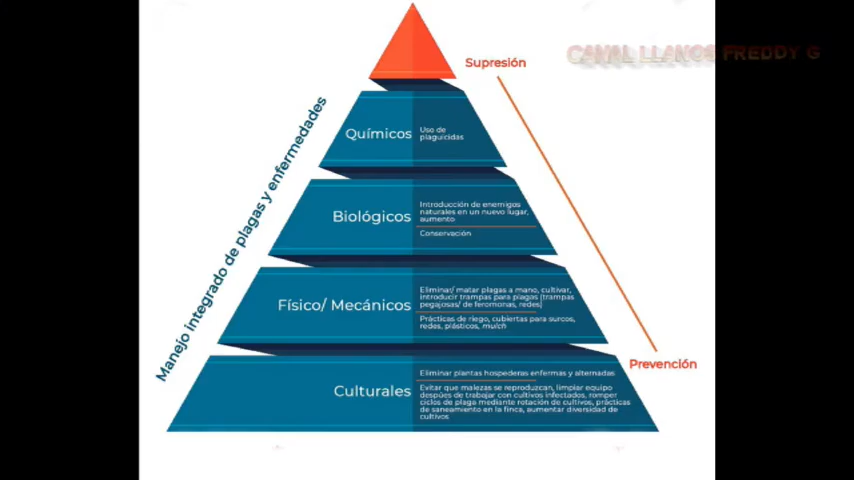 CANAL LLANOS FREDDY G
Supresión
Manejo integrado de plagas y enfermedades
Químicos
Uso de
plaguicidas
Biológicos
Introducción de enemigos
naturales en un nuevo lugar,
aumento
Conservación
Físico/ Mecánicos
Eliminar/ matar plagas a mano, cultivar,
introducir trampas para plagas (trampas
pegajosas/ de feromonas, redes)
Prácticas de riego, cubiertas para surcos,
redes, plásticos, mulch
Prevención
Culturales
Eliminar plantas hospederas enfermas y alternadas
Evitar que malezas se reproduzcan, limpiar equipo
despúes de trabajar con cultivos infectados, romper
ciclos de plaga mediante rotación de cultivos, prácticas
de saneamiento en la finca, aumentar diversidad de
cultivos